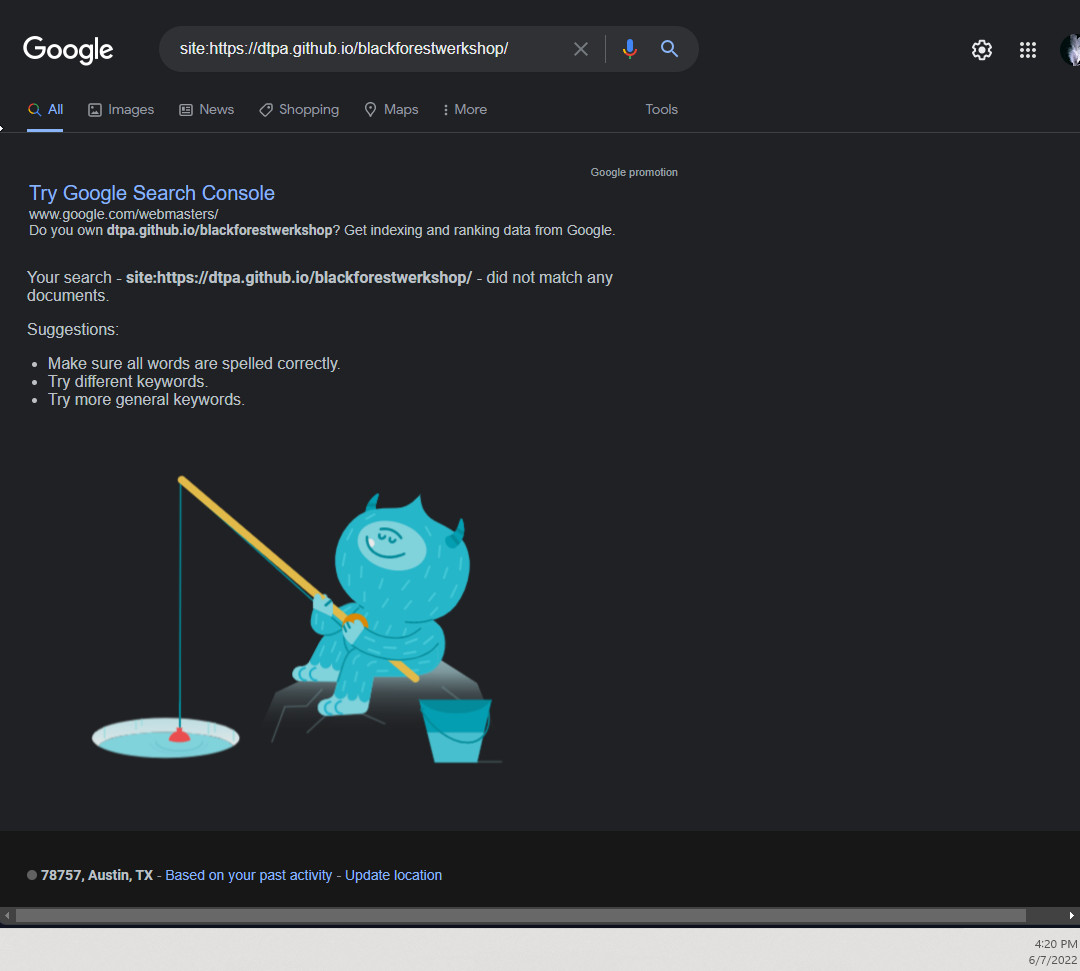 Google
site:https://dtpa.github.io/blackforestwerkshop/
All Images News Shopping Maps More Tools
Google promotion
Try Google Search Console
www.google.com/webmasters/
Do you own dtpa.github.io/blackforestwerkshop? Get indexing and ranking data from Google.
Your search - site:https://dtpa.github.io/blackforestwerkshop/ - did not match any
documents.
Suggestions:
Make sure all words are spelled correctly.
Try different keywords.
Try more general keywords.
78757, Austin, TX - Based on your past activity - Update location
4:20 PM
6/7/2022